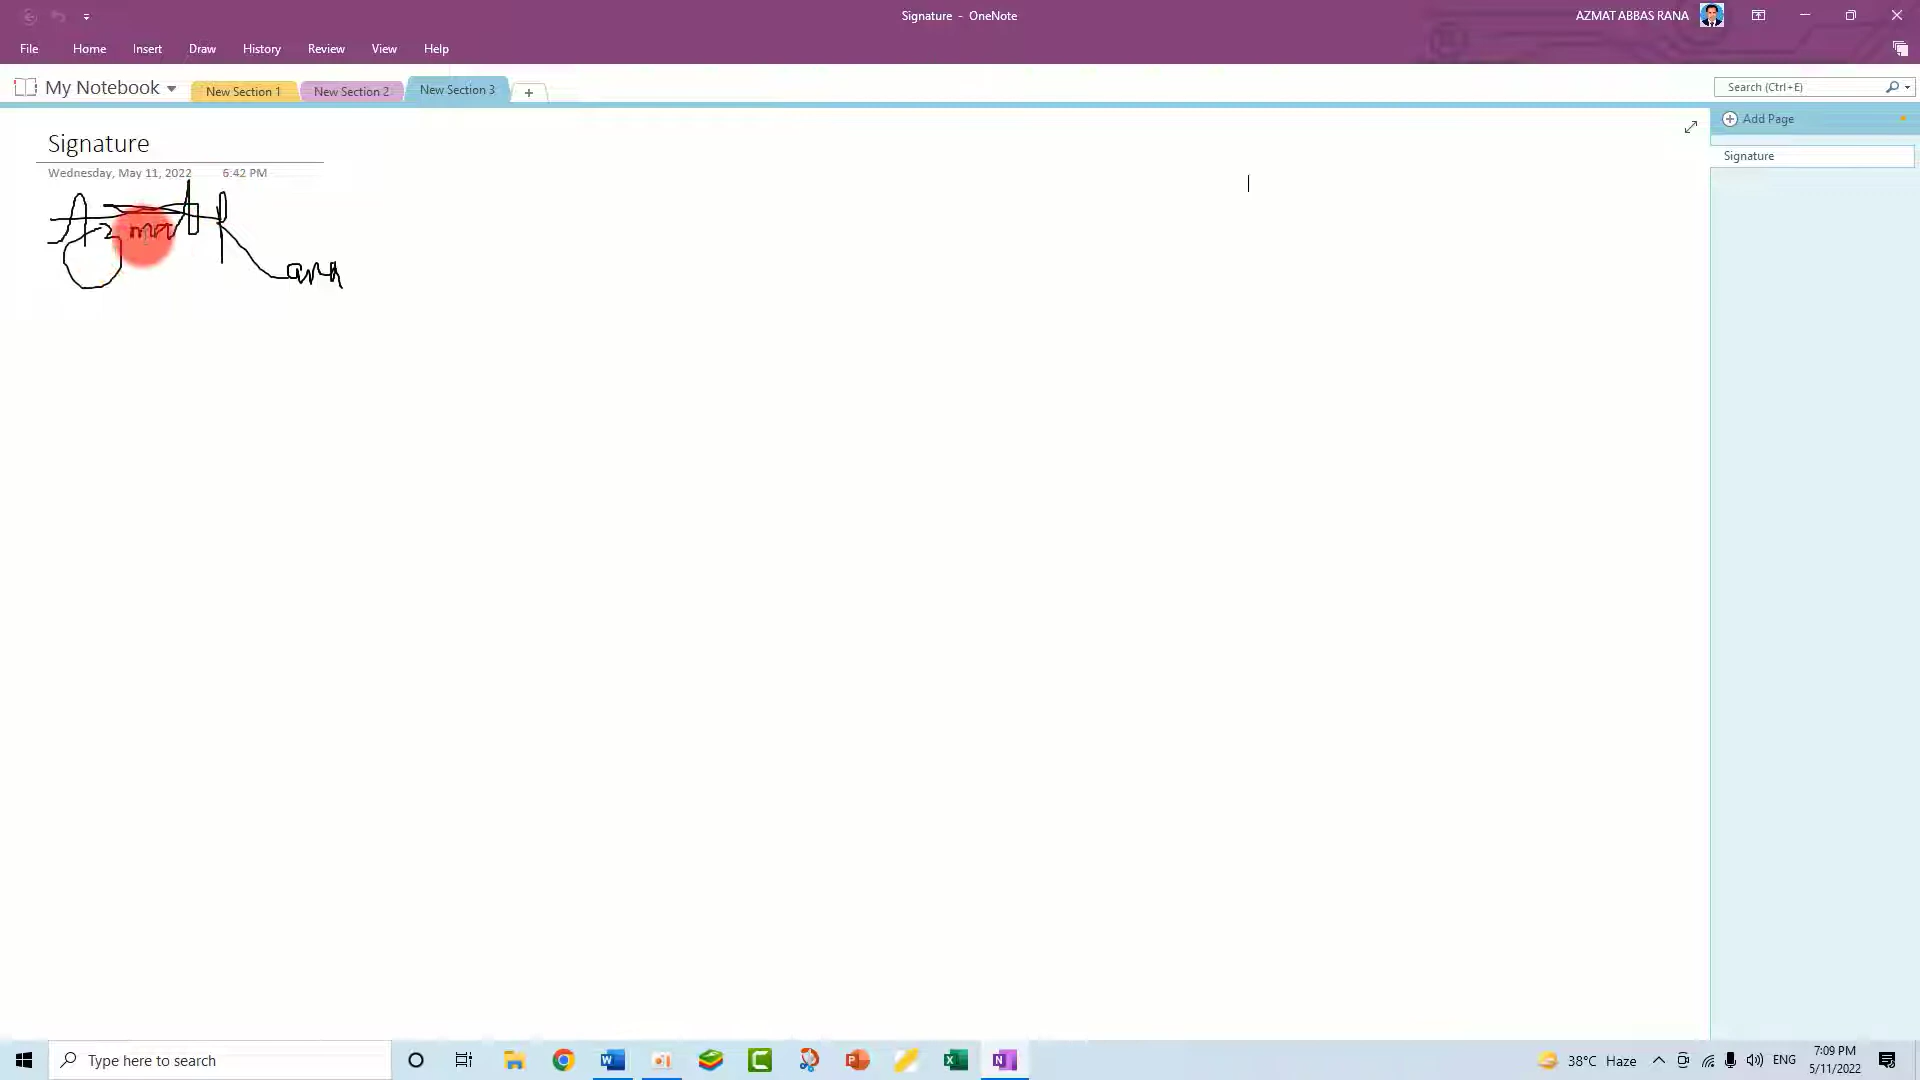 Signature - OneNote
AZMAT ABBAS RANA
File Home Insert Draw History Review View Help
My Notebook New Section 1 New Section 2 New Section 3
Search (Ctrl+E)
Add Page
Signature
Signature
Wednesday, May 11, 2022 6:42 PM
Azmat Rana
Type here to search
38°C Haze ENG
7:09 PM
5/11/2022